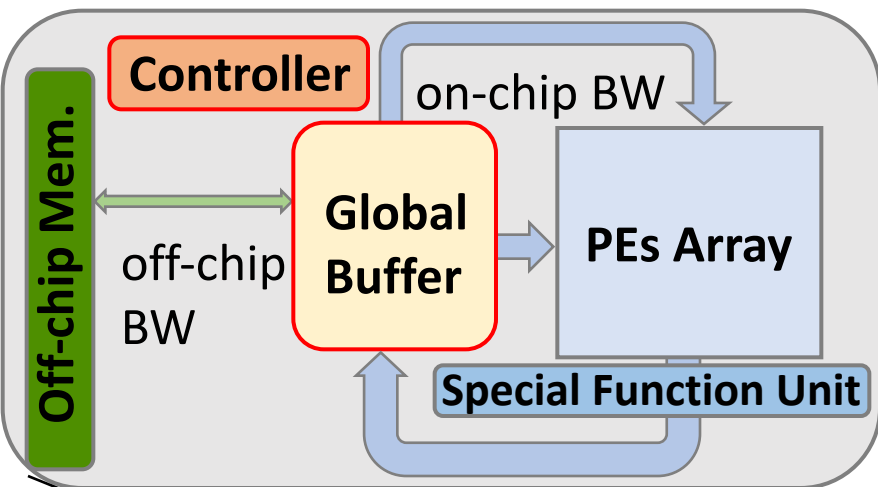 Controller
on-chip BW
Off-chip Mem.
Global
Buffer
PEs Array
off-chip
BW
Special Function Unit